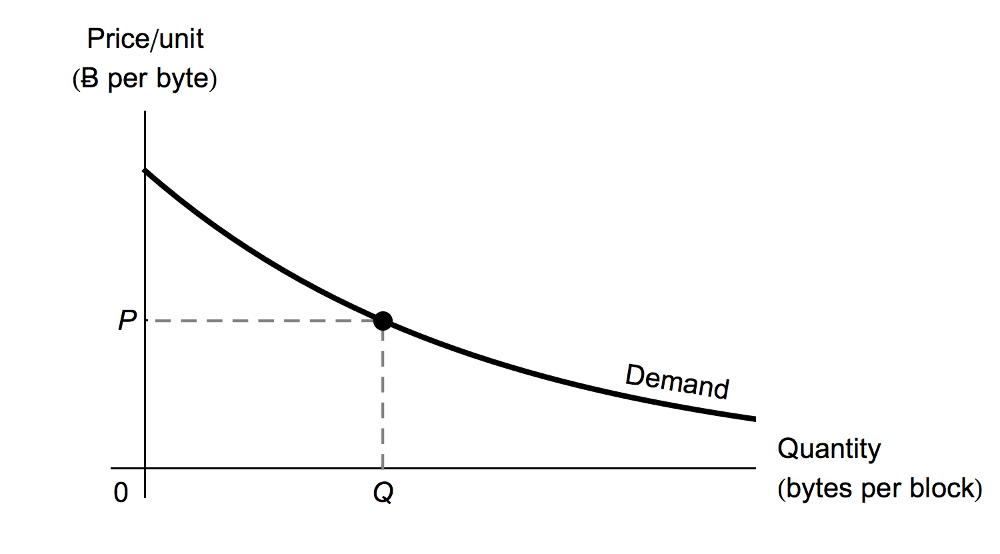 Price/unit
(Ƀ per byte)
P
Demand
Quantity
(bytes per block)
0
Q